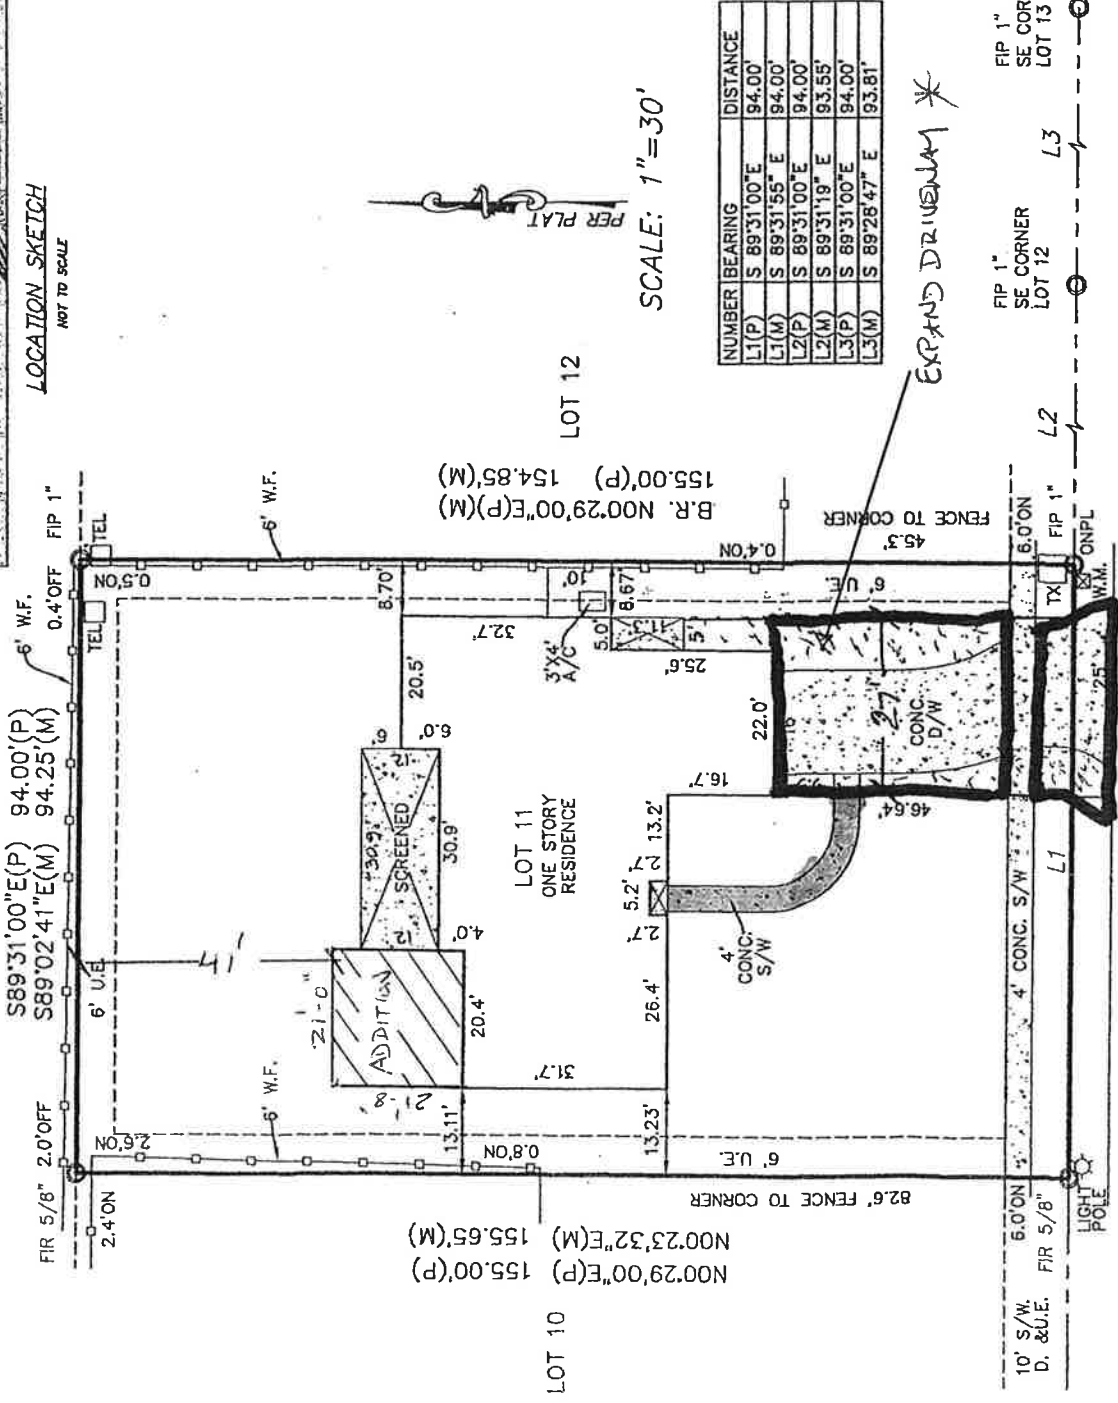 LOCATION SKETCH
NOT TO SCALE
PER PLAT
SCALE: 1"=30'
NUMBER BEARING DISTANCE
L1(P) S 89°31'00"E 94.00'
L1(M) S 89°31'55" E 94.00'
L2(P) S 89°31'00"E 94.00'
L2(M) S 89°31'19" E 93.55'
L3(P) S 89°31'00"E 94.00'
L3(M) S 89°28'47" E 93.81'
EXPAND DRIVEWAY *
FIP 1"
SE COR
LOT 13
L3
FIP 1"
SE CORNER
LOT 12
L2
LOT 12
S89°31'00"E(P) 94.00'(P)
S89°02'41"E(M) 94.25'(M)
6' W.F.
0.4'OFF
FIP 1"
TEL
TEL
0.5'ON
6' W.F.
FIR 5/8"
2.0'OFF
2.4'ON
2.6'ON
6' U.E.
41'
6' W.F.
0.8'ON
B.R. N00°29'00"E(P)(M)
155.00'(P) 154.85'(M)
8.70'
32.7'
20.5'
10'
8.67'
0.4'ON
45.3'
FENCE TO CORNER
3'X4'
A/C
5.0'
11.3'
5'
25.6'
6' U.E.
6'
6.0'
12'
SCREENED
30.9'
30.9'
12'
4.0'
21'-0"
ADDITION
20.4'
21'-8
31.7'
13.11'
13.23'
LOT 11
ONE STORY
RESIDENCE
22.0'
16'
16.7'
27'
CONC.
D/W
46.64'
13.2'
2.7'
5.2'
2.7'
26.4'
4'
CONC.
S/W
6' U.E.
82.6' FENCE TO CORNER
N00°23'32"E(M) 155.65'(M)
N00°29'00"E(P) 155.00'(P)
LOT 10
4' CONC. S/W
6.0'ON
TX
FIP 1"
ONPL
W.M.
25'
L1
6.0'ON
FIR 5/8"
LIGHT
POLE
10' S/W.
D. &U.E.